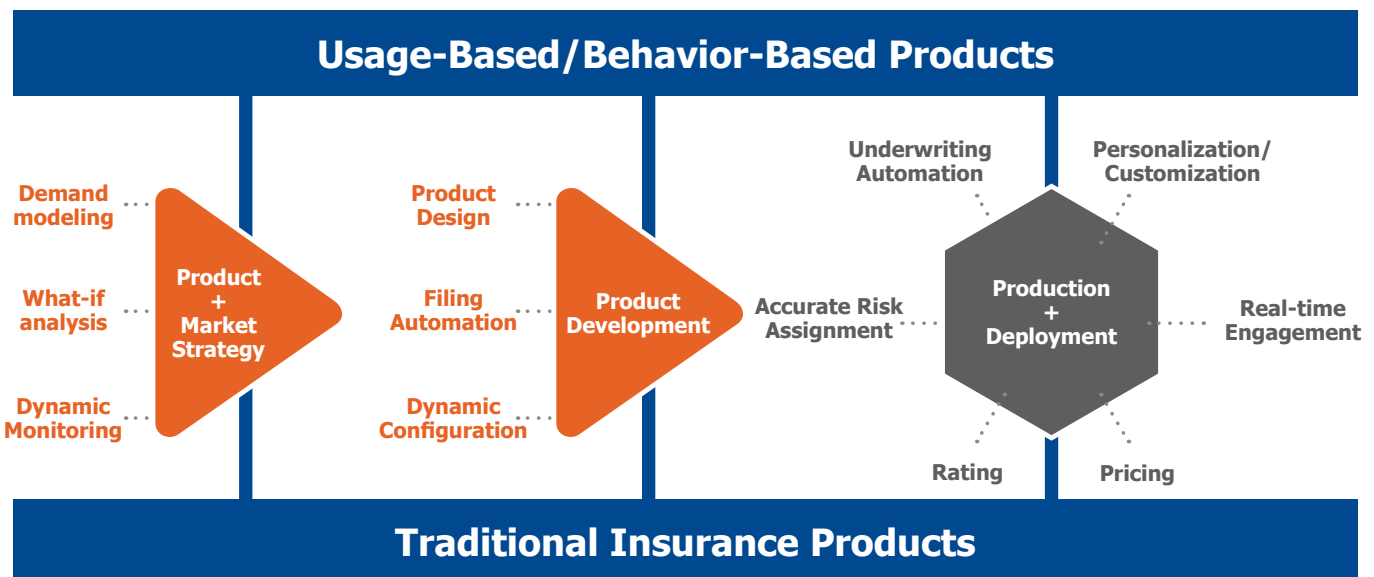 Usage-Based/Behavior-Based Products
Demand
modeling
What-if
analysis
Dynamic
Monitoring
Product
+
Market
Strategy
Product
Design
Filing
Automation
Dynamic
Configuration
Product
Development
Underwriting
Automation
Personalization/
Customization
Accurate Risk
Assignment
Production
+
Deployment
Real-time
Engagement
Rating
Pricing
Traditional Insurance Products